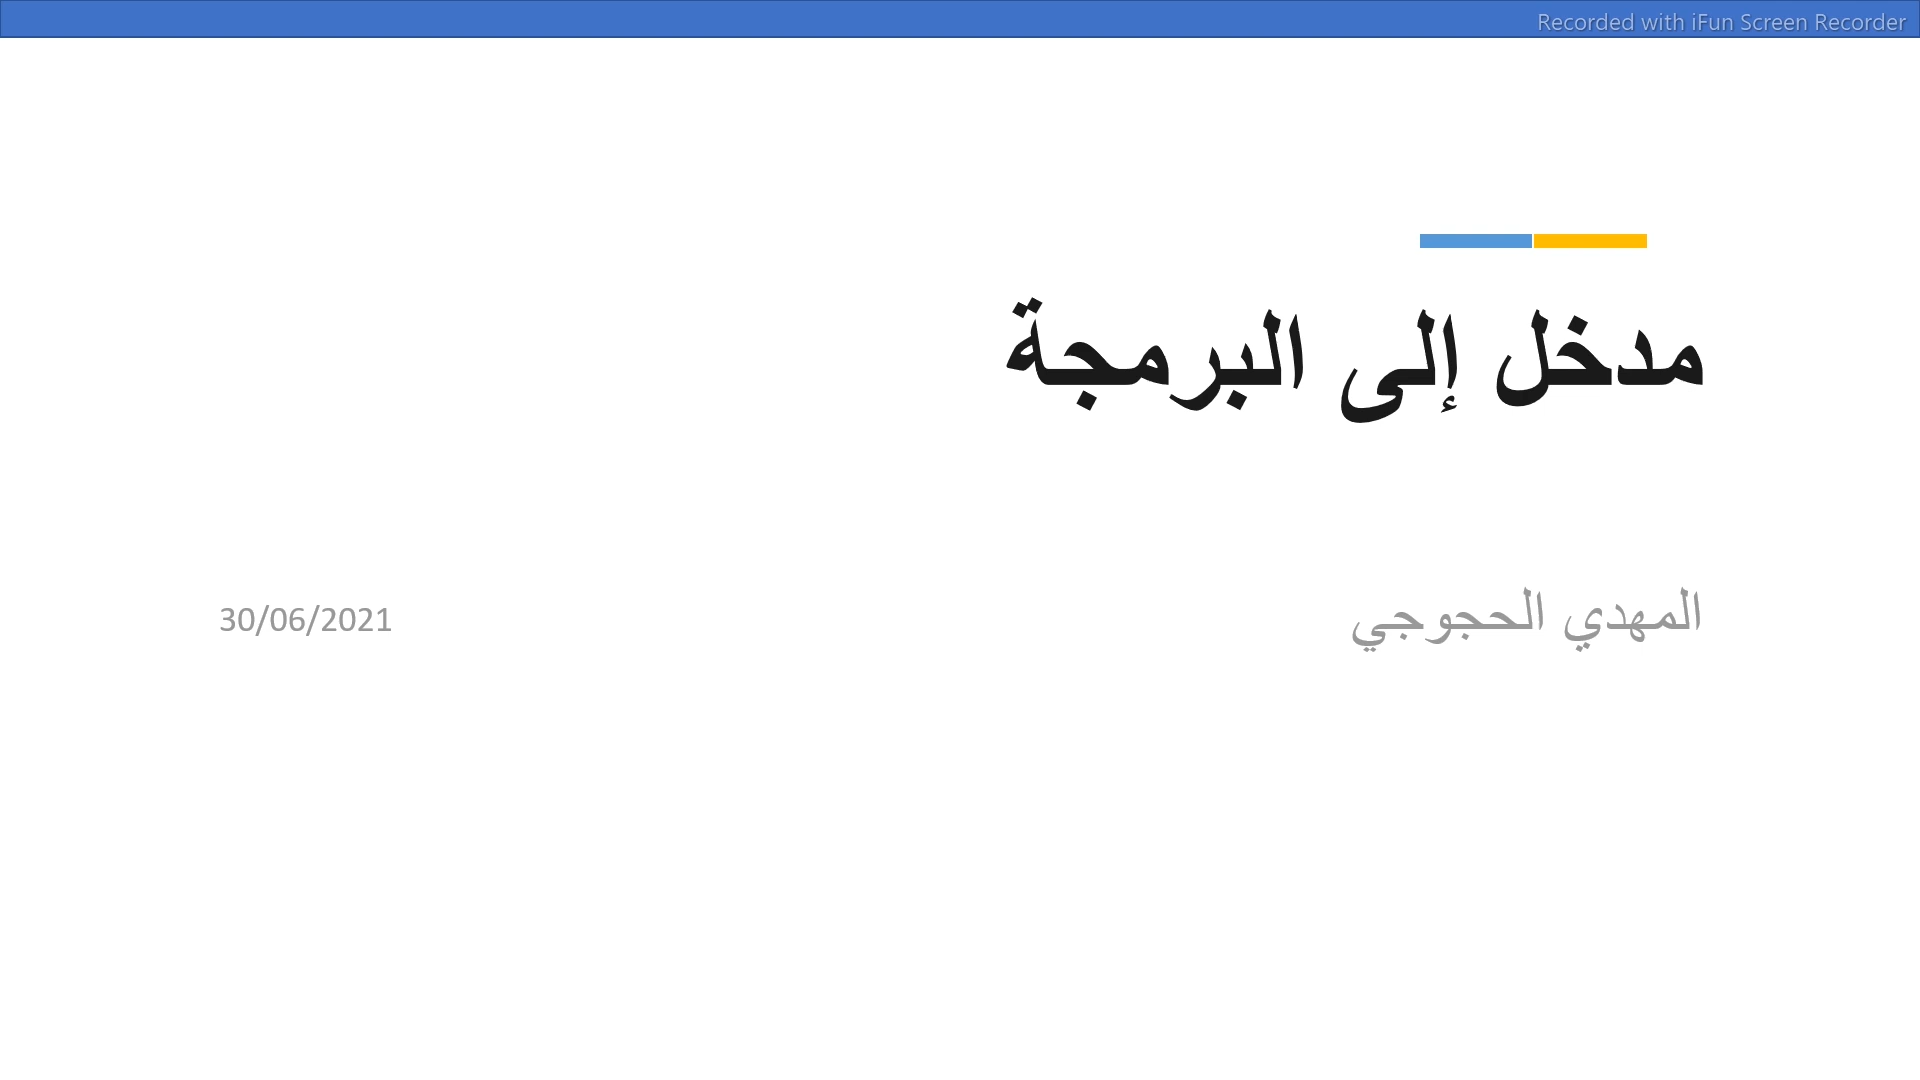 Recorded with iFun Screen Recorder
مدخل إلى البرمجة
المهدي الحجوجي
30/06/2021